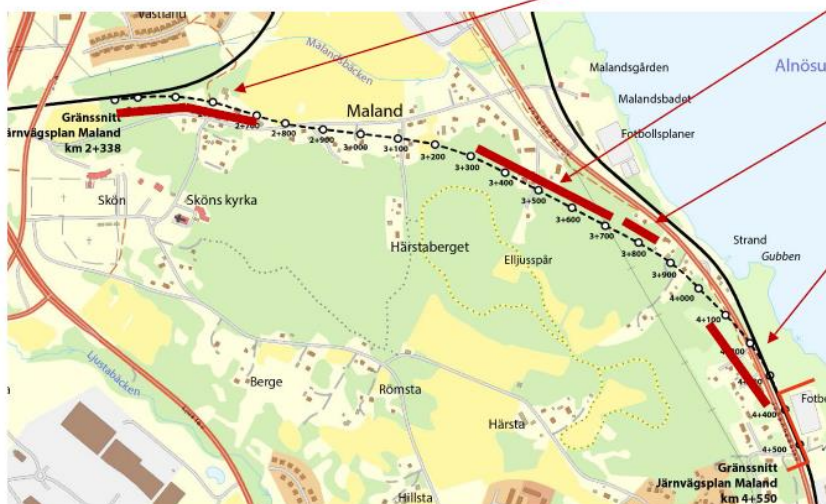 Västland
Malandsbäcken
Malandsgården
Alnösu
Malandsbadet
Maland
Fotbollsplaner
Gränssnitt
Järnvägsplan Maland
km 2+338
2+700
2+800
2+900
3+000
3+100
3+200
3+300
3+400
3+500
3+600
3+700
3+800
3+900
4+000
4+100
4+400
4+500
Skön
Sköns kyrka
Härstaberget
Elljusspår
Strand
Gubben
Ljustabäcken
Berge
Römsta
Härsta
Fotbo
Gränssnitt
Järnvägsplan Maland
km 4+550
Hillsta